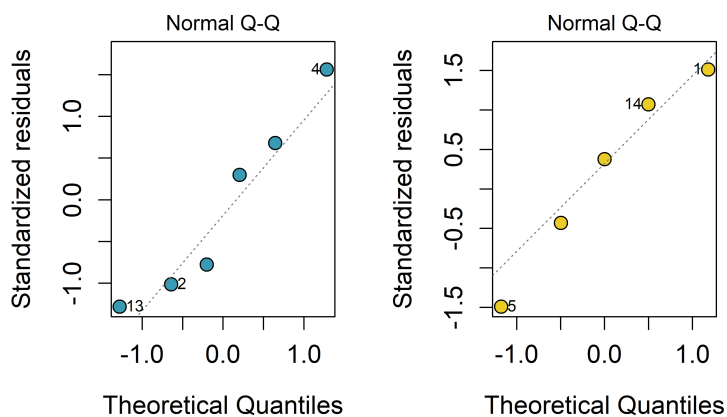 Normal Q-Q
Standardized residuals
1.0
0.0
-1.0
4
2
13
-1.0 0.0 1.0
Theoretical Quantiles
Normal Q-Q
Standardized residuals
1.5
0.5
-0.5
-1.5
1
14
5
-1.0 0.0 1.0
Theoretical Quantiles